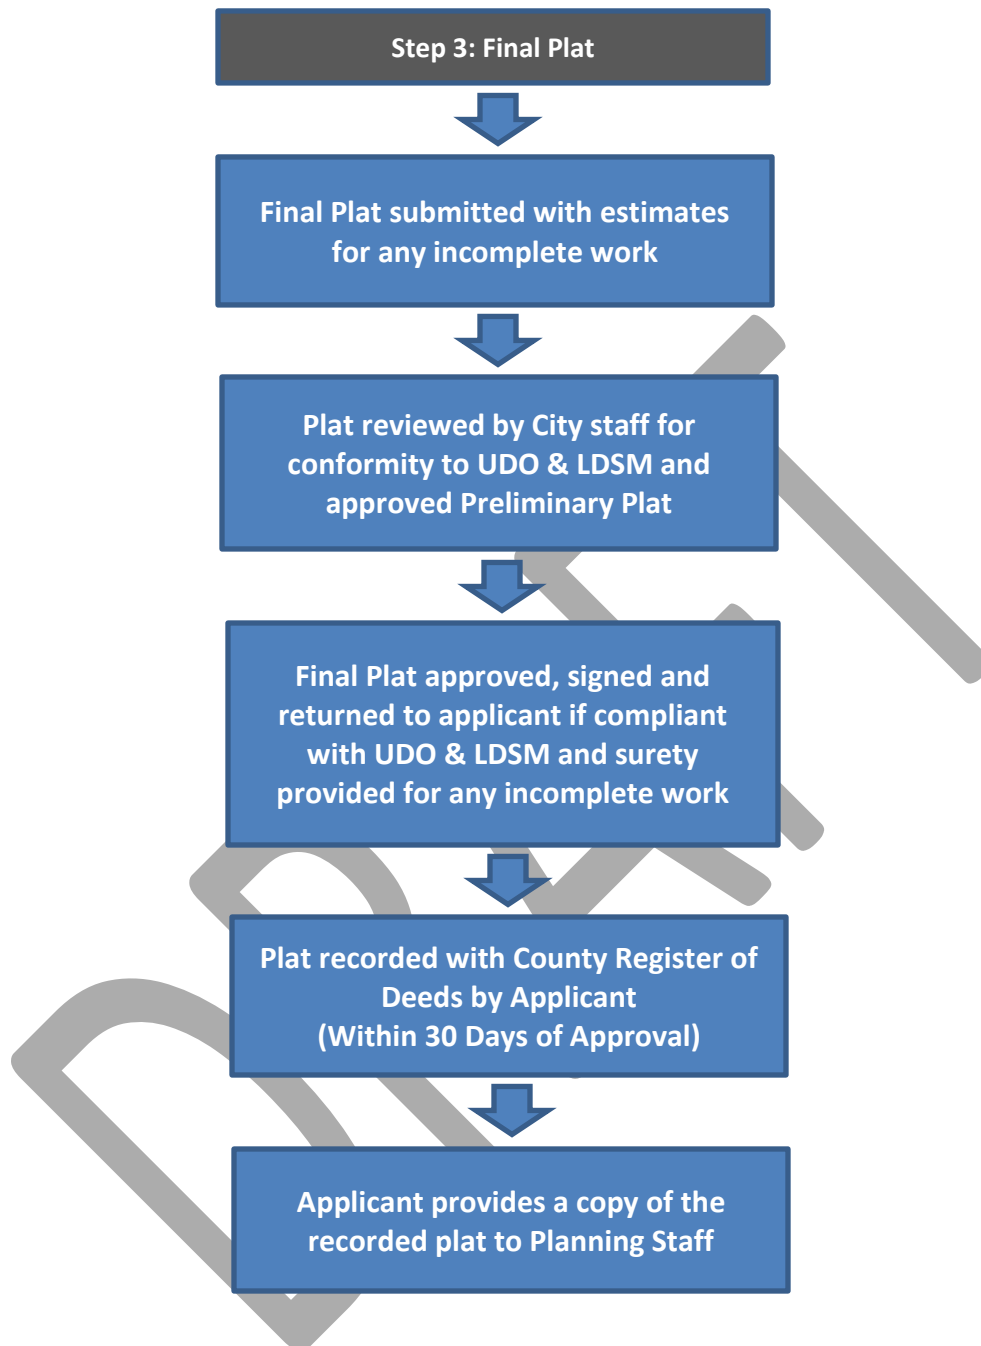 Step 3: Final Plat
Final Plat submitted with estimates
for any incomplete work
Plat reviewed by City staff for
conformity to UDO & LDSM and
approved Preliminary Plat
Final Plat approved, signed and
returned to applicant if compliant
with UDO & LDSM and surety
provided for any incomplete work
Plat recorded with County Register of
Deeds by Applicant
(Within 30 Days of Approval)
Applicant provides a copy of the
recorded plat to Planning Staff
DRAFT